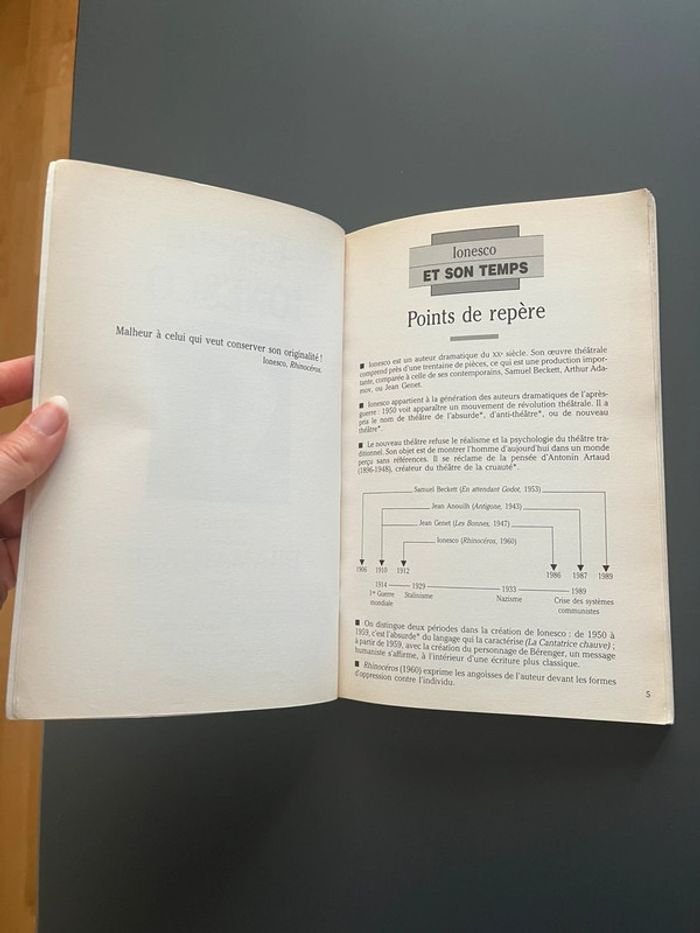 Malheur à celui qui veut conserver son originalité !
Ionesco, Rhinocéros.
Ionesco
ET SON TEMPS
Points de repère
■ Ionesco est un auteur dramatique du XXe siècle. Son œuvre théâtrale
comprend près d'une trentaine de pièces, ce qui est une production impor-
tante, comparée à celle de ses contemporains, Samuel Beckett, Arthur Ada-
mov, ou Jean Genet.
■ Ionesco appartient à la génération des auteurs dramatiques de l'après-
guerre : 1950 voit apparaître un mouvement de révolution théâtrale. Il a
pris le nom de théâtre de l'absurde*, d'anti-théâtre*, ou de nouveau
théâtre*.
■ Le nouveau théâtre refuse le réalisme et la psychologie du théâtre tra-
ditionnel. Son objet est de montrer l'homme d'aujourd'hui dans un monde
perçu sans références. Il se réclame de la pensée d'Antonin Artaud
(1896-1948), créateur du théâtre de la cruauté*.
Samuel Beckett (En attendant Godot, 1953)
Jean Anouilh (Antigone, 1943)
Jean Genet (Les Bonnes, 1947)
Ionesco (Rhinocéros, 1960)
1906 1910 1912 1986 1987 1989
1914 1929 1933 1989
1re Guerre Stalinisme Nazisme Crise des systèmes
mondiale communistes
■ On distingue deux périodes dans la création de Ionesco : de 1950 à
1959, c'est l'absurde* du langage qui la caractérise (La Cantatrice chauve) ;
à partir de 1959, avec la création du personnage de Bérenger, un message
humaniste s'affirme, à l'intérieur d'une écriture plus classique.
■ Rhinocéros (1960) exprime les angoisses de l'auteur devant les formes
d'oppression contre l'individu.
5